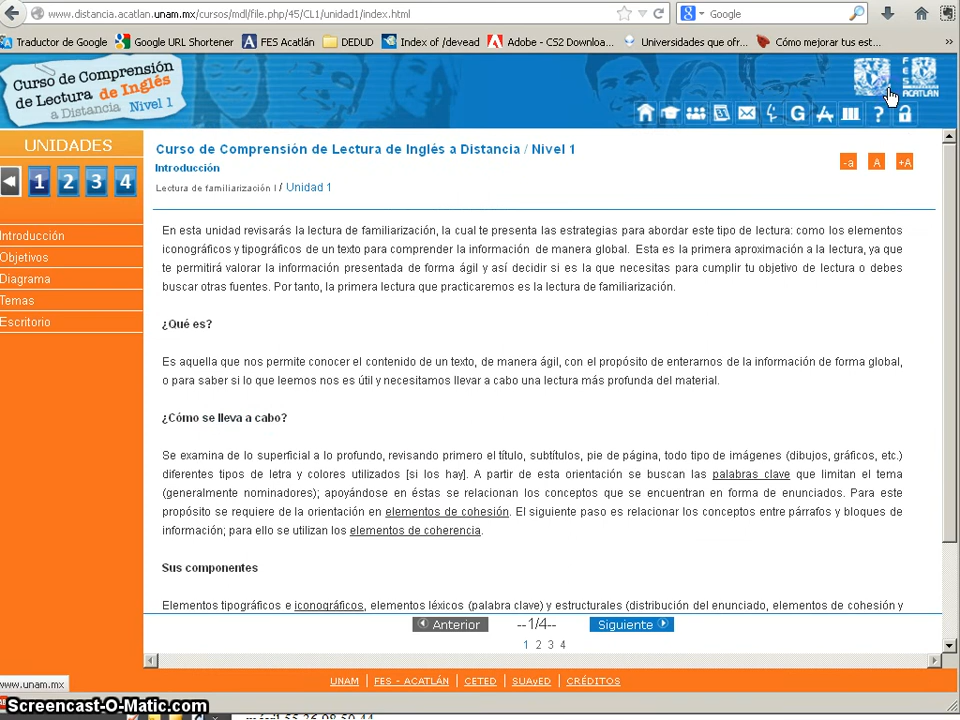 www.distancia.acatlan.unam.mx/cursos/mdl/file.php/45/CL1/unidad1/index.html
Google
Traductor de Google
Google URL Shortener
FES Acatlán
DEDUD
Index of /devead
Adobe - CS2 Downloa...
Universidades que ofr...
Cómo mejorar tus est...
»
Curso de Comprensión
de Lectura de Inglés
a Distancia Nivel 1
FES
ACATLAN
UNIDADES
1 2 3 4
Introducción
Objetivos
Diagrama
Temas
Escritorio
Curso de Comprensión de Lectura de Inglés a Distancia / Nivel 1
Introducción
Lectura de familiarización I / Unidad 1
-a A +A
En esta unidad revisarás la lectura de familiarización, la cual te presenta las estrategias para abordar este tipo de lectura: como los elementos
iconográficos y tipográficos de un texto para comprender la información de manera global. Esta es la primera aproximación a la lectura, ya que
te permitirá valorar la información presentada de forma ágil y así decidir si es la que necesitas para cumplir tu objetivo de lectura o debes
buscar otras fuentes. Por tanto, la primera lectura que practicaremos es la lectura de familiarización.
¿Qué es?
Es aquella que nos permite conocer el contenido de un texto, de manera ágil, con el propósito de enterarnos de la información de forma global,
o para saber si lo que leemos nos es útil y necesitamos llevar a cabo una lectura más profunda del material.
¿Cómo se lleva a cabo?
Se examina de lo superficial a lo profundo, revisando primero el título, subtítulos, pie de página, todo tipo de imágenes (dibujos, gráficos, etc.)
diferentes tipos de letra y colores utilizados [si los hay]. A partir de esta orientación se buscan las palabras clave que limitan el tema
(generalmente nominadores); apoyándose en éstas se relacionan los conceptos que se encuentran en forma de enunciados. Para este
propósito se requiere de la orientación en elementos de cohesión. El siguiente paso es relacionar los conceptos entre párrafos y bloques de
información; para ello se utilizan los elementos de coherencia.
Sus componentes
Elementos tipográficos e iconográficos, elementos léxicos (palabra clave) y estructurales (distribución del enunciado, elementos de cohesión y
Anterior
--1/4--
Siguiente
1 2 3 4
UNAM | FES - ACATLÁN | CETED | SUAvED | CRÉDITOS
www.unam.mx
Screencast-O-Matic.com
móvil 55 36 98 50 44